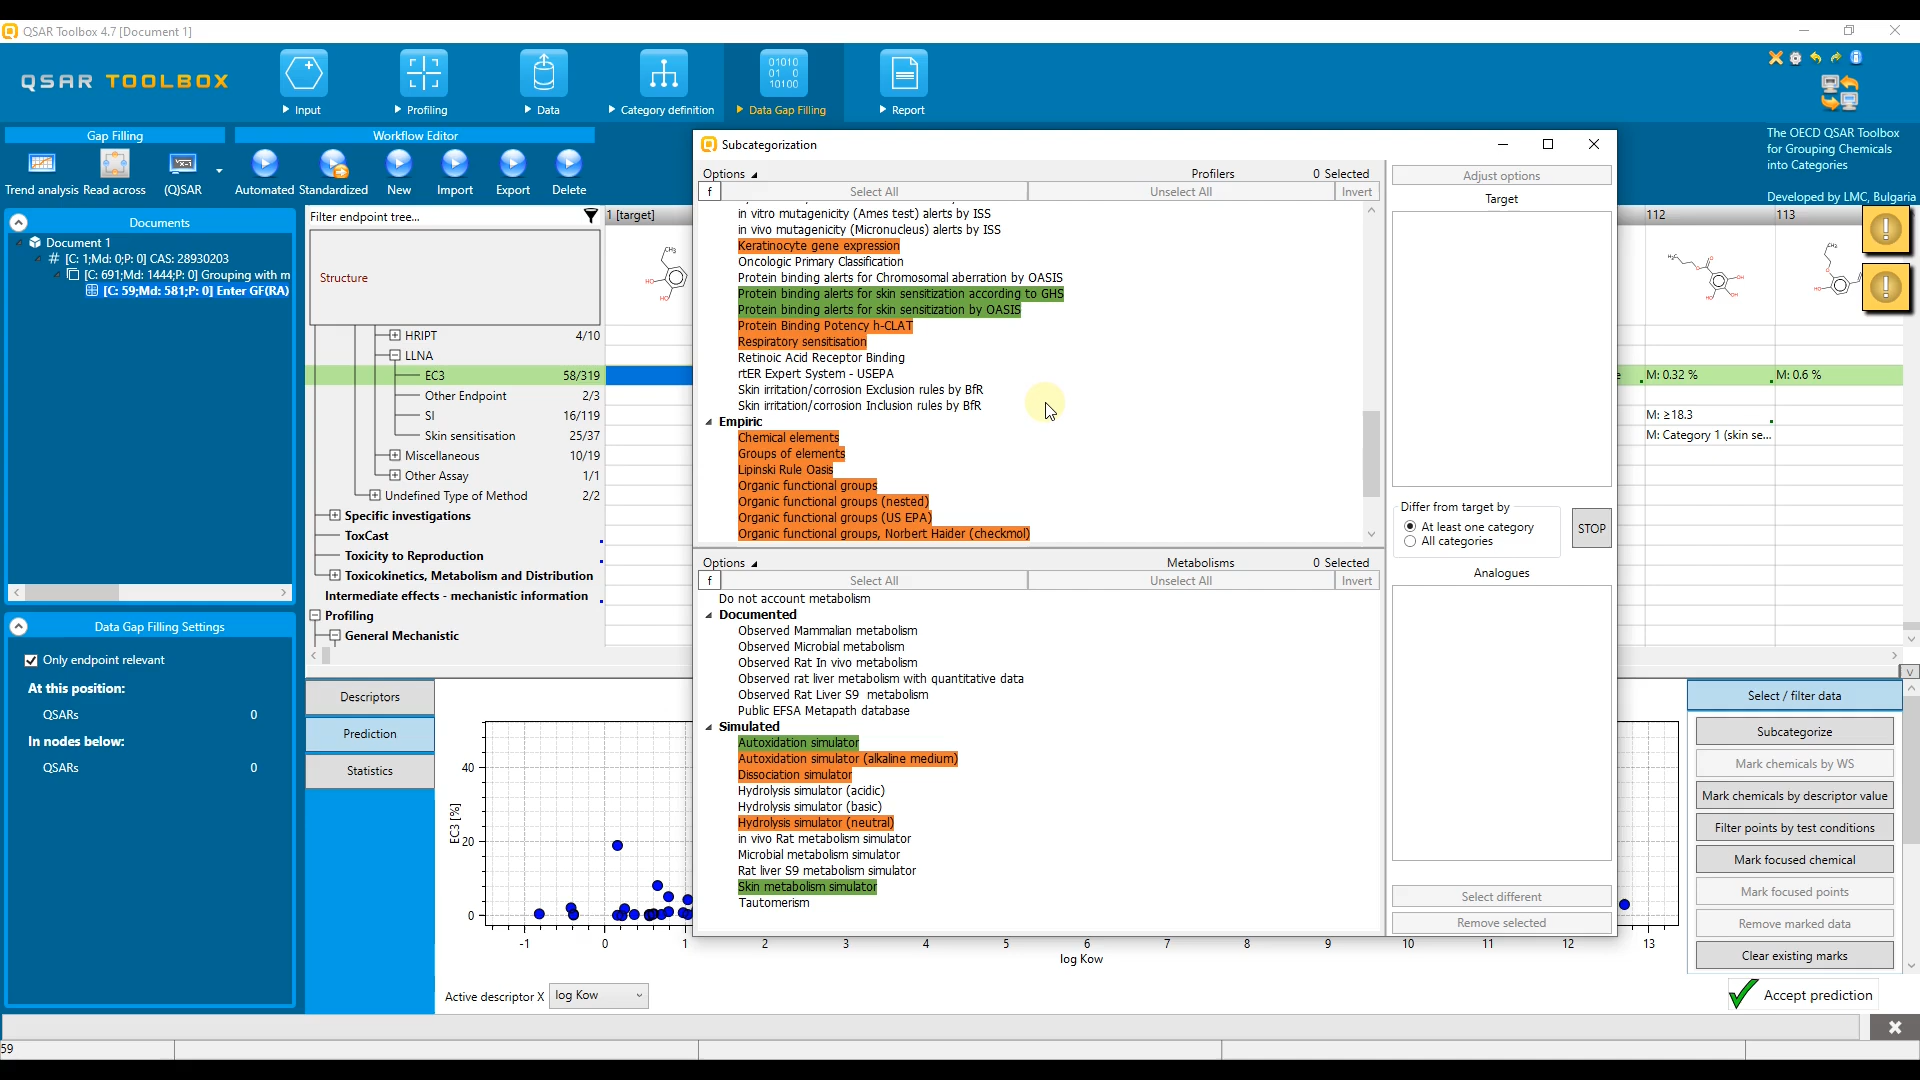 QSAR Toolbox 4.7 [Document 1]
QSAR TOOLBOX
Input
Profiling
Data
Category definition
01010
01 0
10100
Data Gap Filling
Report
Gap Filling
Workflow Editor
Trend analysis
Read across
(Q)SAR
Automated
Standardized
New
Import
Export
Delete
The OECD QSAR Toolbox
for Grouping Chemicals
into Categories
Developed by LMC, Bulgaria
Documents
Document 1
# [C: 1;Md: 0;P: 0] CAS: 28930203
[C: 691;Md: 1444;P: 0] Grouping with m
[C: 59;Md: 581;P: 0] Enter GF(RA)
Data Gap Filling Settings
Only endpoint relevant
At this position:
QSARs 0
In nodes below:
QSARs 0
Filter endpoint tree...
1 [target]
112
113
Structure
HRIPT 4/10
LLNA
EC3 58/319
M: 0.32 %
M: 0.6 %
Other Endpoint 2/3
SI 16/119
M: ≥18.3
Skin sensitisation 25/37
M: Category 1 (skin se...
Miscellaneous 10/19
Other Assay 1/1
Undefined Type of Method 2/2
Specific investigations
ToxCast
Toxicity to Reproduction
Toxicokinetics, Metabolism and Distribution
Intermediate effects - mechanistic information
Profiling
General Mechanistic
Descriptors
Prediction
Statistics
EC3 [%]
40
20
0
-1 0 1 2 3 4 5 6 7 8 9 10 11 12 13
log Kow
Active descriptor X
log Kow
Subcategorization
Options
Profilers
0 Selected
f
Select All
Unselect All
Invert
in vitro mutagenicity (Ames test) alerts by ISS
in vivo mutagenicity (Micronucleus) alerts by ISS
Keratinocyte gene expression
Oncologic Primary Classification
Protein binding alerts for Chromosomal aberration by OASIS
Protein binding alerts for skin sensitization according to GHS
Protein binding alerts for skin sensitization by OASIS
Protein Binding Potency h-CLAT
Respiratory sensitisation
Retinoic Acid Receptor Binding
rtER Expert System - USEPA
Skin irritation/corrosion Exclusion rules by BfR
Skin irritation/corrosion Inclusion rules by BfR
Empiric
Chemical elements
Groups of elements
Lipinski Rule Oasis
Organic functional groups
Organic functional groups (nested)
Organic functional groups (US EPA)
Organic functional groups, Norbert Haider (checkmol)
Options
Metabolisms
0 Selected
f
Select All
Unselect All
Invert
Do not account metabolism
Documented
Observed Mammalian metabolism
Observed Microbial metabolism
Observed Rat In vivo metabolism
Observed rat liver metabolism with quantitative data
Observed Rat Liver S9 metabolism
Public EFSA Metapath database
Simulated
Autoxidation simulator
Autoxidation simulator (alkaline medium)
Dissociation simulator
Hydrolysis simulator (acidic)
Hydrolysis simulator (basic)
Hydrolysis simulator (neutral)
in vivo Rat metabolism simulator
Microbial metabolism simulator
Rat liver S9 metabolism simulator
Skin metabolism simulator
Tautomerism
Adjust options
Target
Differ from target by
At least one category
All categories
STOP
Analogues
Select different
Remove selected
Select / filter data
Subcategorize
Mark chemicals by WS
Mark chemicals by descriptor value
Filter points by test conditions
Mark focused chemical
Mark focused points
Remove marked data
Clear existing marks
Accept prediction
59